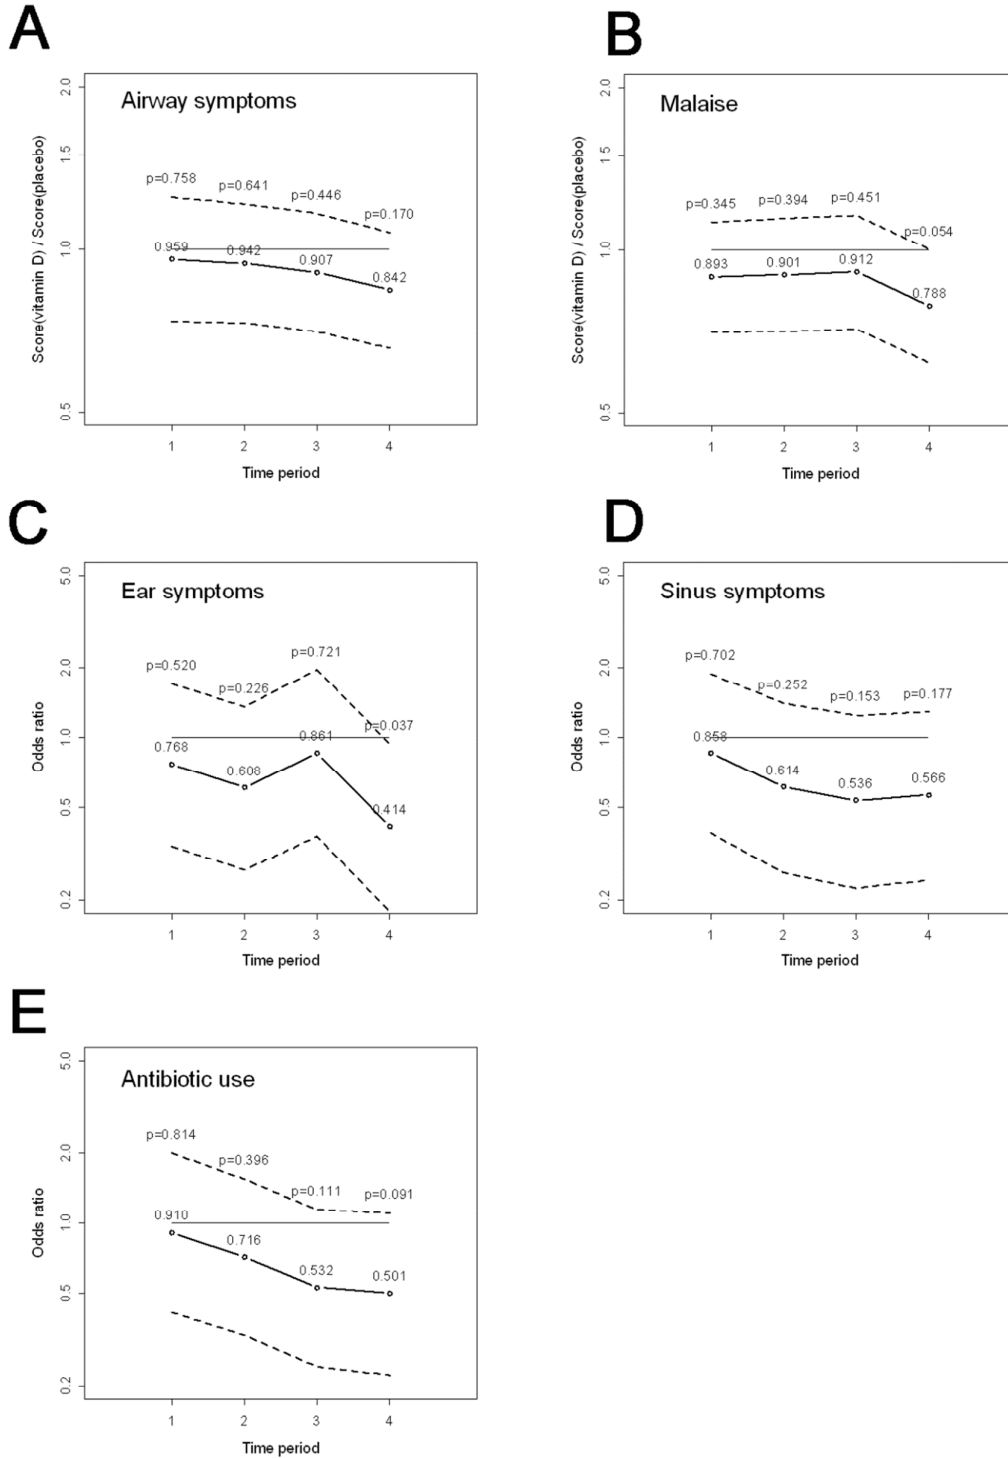 A
Airway symptoms
Score(vitamin D) / Score(placebo)
2.0
1.5
1.0
0.5
p=0.758
p=0.641
p=0.446
p=0.170
0.959
0.942
0.907
0.842
1 2 3 4
Time period
B
Malaise
Score(vitamin D) / Score(placebo)
2.0
1.5
1.0
0.5
p=0.345
p=0.394
p=0.451
p=0.054
0.893
0.901
0.912
0.788
1 2 3 4
Time period
C
Ear symptoms
Odds ratio
5.0
2.0
1.0
0.5
0.2
p=0.520
p=0.226
p=0.721
p=0.037
0.768
0.608
0.861
0.414
1 2 3 4
Time period
D
Sinus symptoms
Odds ratio
5.0
2.0
1.0
0.5
0.2
p=0.702
p=0.252
p=0.153
p=0.177
0.858
0.614
0.536
0.566
1 2 3 4
Time period
E
Antibiotic use
Odds ratio
5.0
2.0
1.0
0.5
0.2
p=0.814
p=0.396
p=0.111
p=0.091
0.910
0.716
0.532
0.501
1 2 3 4
Time period